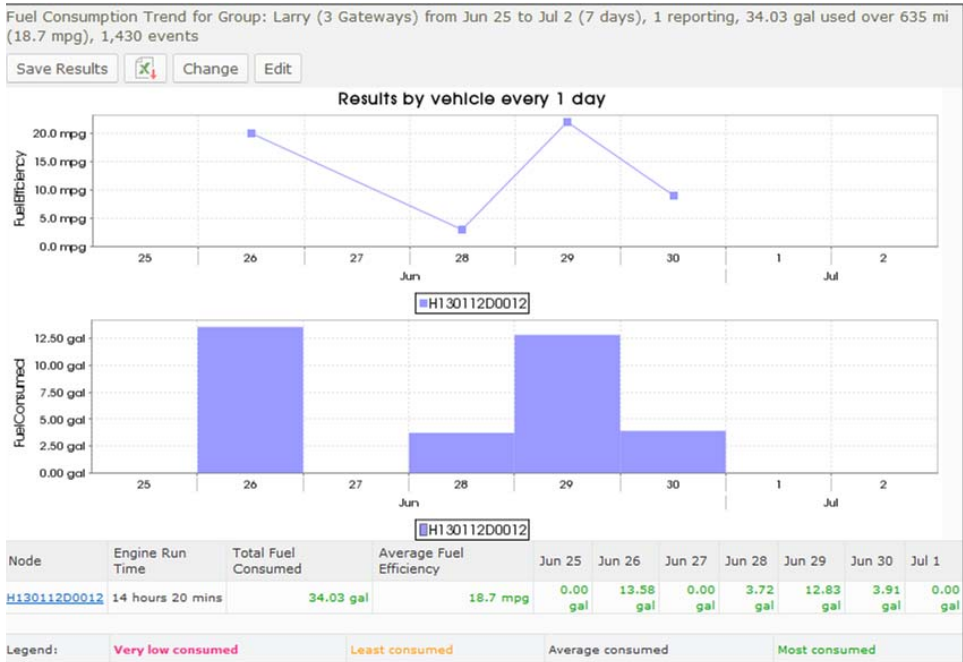 Fuel Consumption Trend for Group: Larry (3 Gateways) from Jun 25 to Jul 2 (7 days), 1 reporting, 34.03 gal used over 635 mi
(18.7 mpg), 1,430 events
Save Results Change Edit
Results by vehicle every 1 day
FuelEfficiency
20.0 mpg
15.0 mpg
10.0 mpg
5.0 mpg
0.0 mpg
25 26 27 28 29 30 1 2
Jun Jul
H130112D0012
FuelConsumed
12.50 gal
10.00 gal
7.50 gal
5.00 gal
2.50 gal
0.00 gal
25 26 27 28 29 30 1 2
Jun Jul
H130112D0012
Node Engine Run Time Total Fuel Consumed Average Fuel Efficiency Jun 25 Jun 26 Jun 27 Jun 28 Jun 29 Jun 30 Jul 1
H130112D0012 14 hours 20 mins 34.03 gal 18.7 mpg 0.00 gal 13.58 gal 0.00 gal 3.72 gal 12.83 gal 3.91 gal 0.00 gal
Legend: Very low consumed Least consumed Average consumed Most consumed